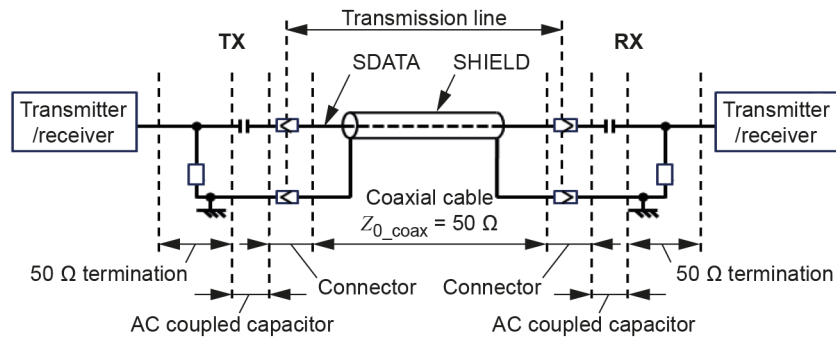 Transmission line
TX
RX
SDATA
SHIELD
Transmitter
/receiver
Transmitter
/receiver
Coaxial cable
Z0_coax = 50 Ω
50 Ω termination
Connector
Connector
50 Ω termination
AC coupled capacitor
AC coupled capacitor